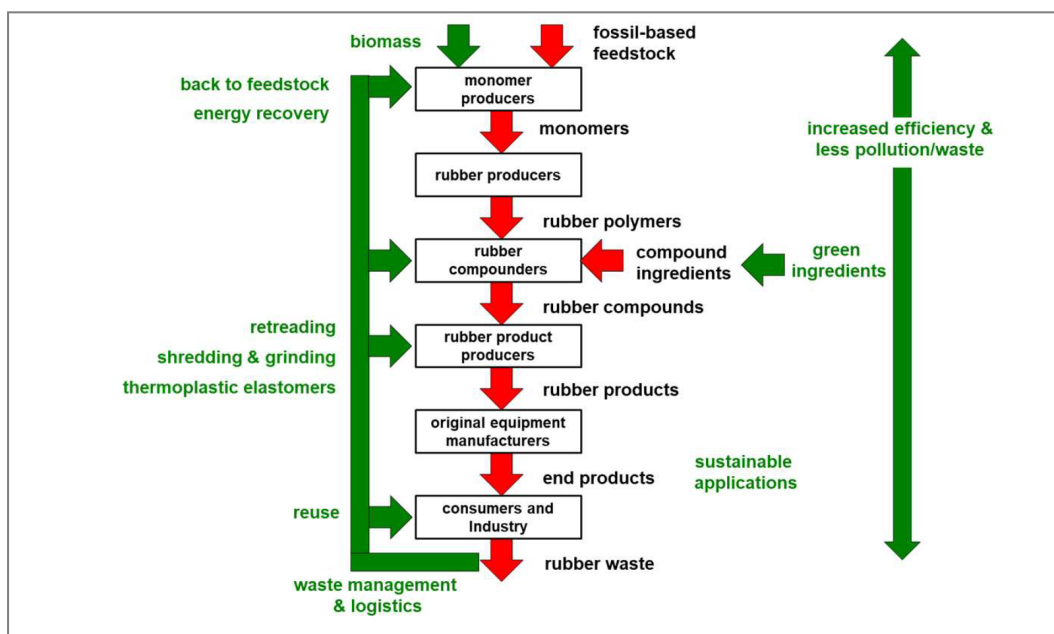 biomass
fossil-based
feedstock
back to feedstock
energy recovery
monomer
producers
monomers
increased efficiency &
less pollution/waste
rubber producers
rubber polymers
rubber
compounders
compound
ingredients
green
ingredients
rubber compounds
retreading
shredding & grinding
thermoplastic elastomers
rubber product
producers
rubber products
original equipment
manufacturers
end products
sustainable
applications
reuse
consumers and
Industry
rubber waste
waste management
& logistics